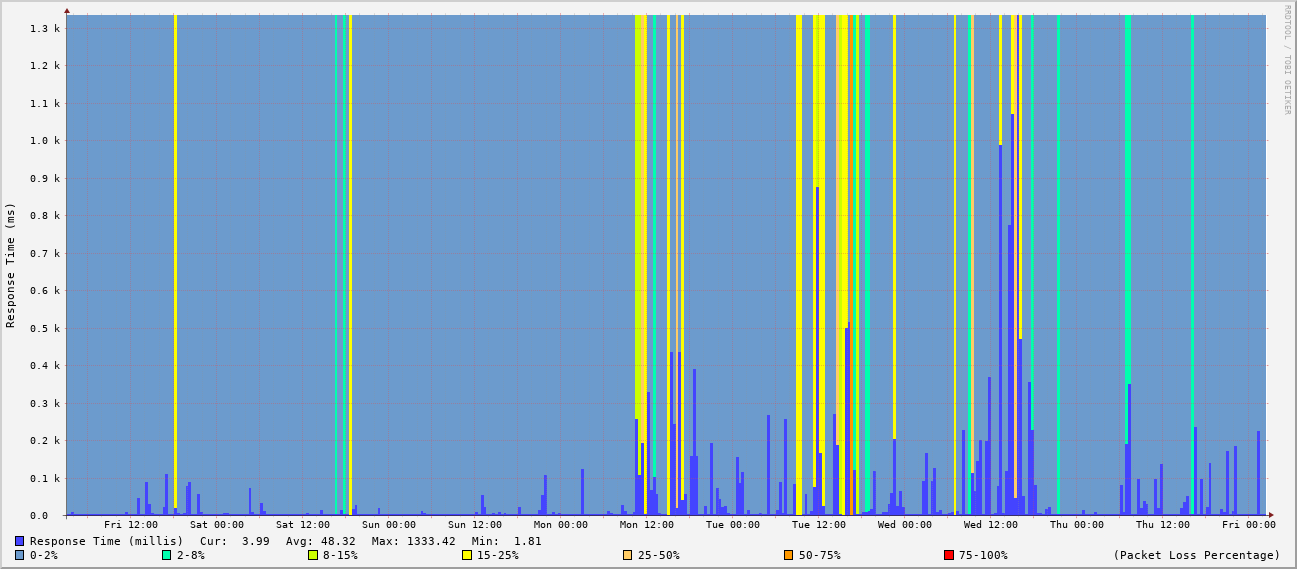 RRDTOOL / TOBI OETIKER
Response Time (ms)
1.3 k
1.2 k
1.1 k
1.0 k
0.9 k
0.8 k
0.7 k
0.6 k
0.5 k
0.4 k
0.3 k
0.2 k
0.1 k
0.0
Fri 12:00 Sat 00:00 Sat 12:00 Sun 00:00 Sun 12:00 Mon 00:00 Mon 12:00 Tue 00:00 Tue 12:00 Wed 00:00 Wed 12:00 Thu 00:00 Thu 12:00 Fri 00:00
Response Time (millis) Cur: 3.99 Avg: 48.32 Max: 1333.42 Min: 1.81
0-2% 2-8% 8-15% 15-25% 25-50% 50-75% 75-100% (Packet Loss Percentage)